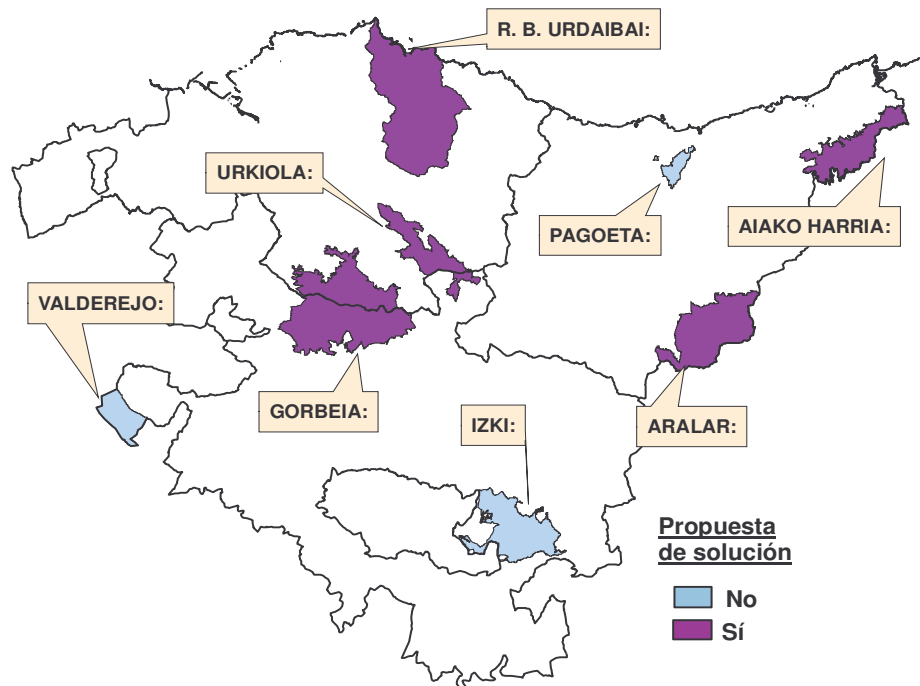 R. B. URDAIBAI:
URKIOLA:
PAGOETA:
AIAKO HARRIA:
VALDEREJO:
GORBEIA:
IZKI:
ARALAR:
Propuesta
de solución
No
Sí